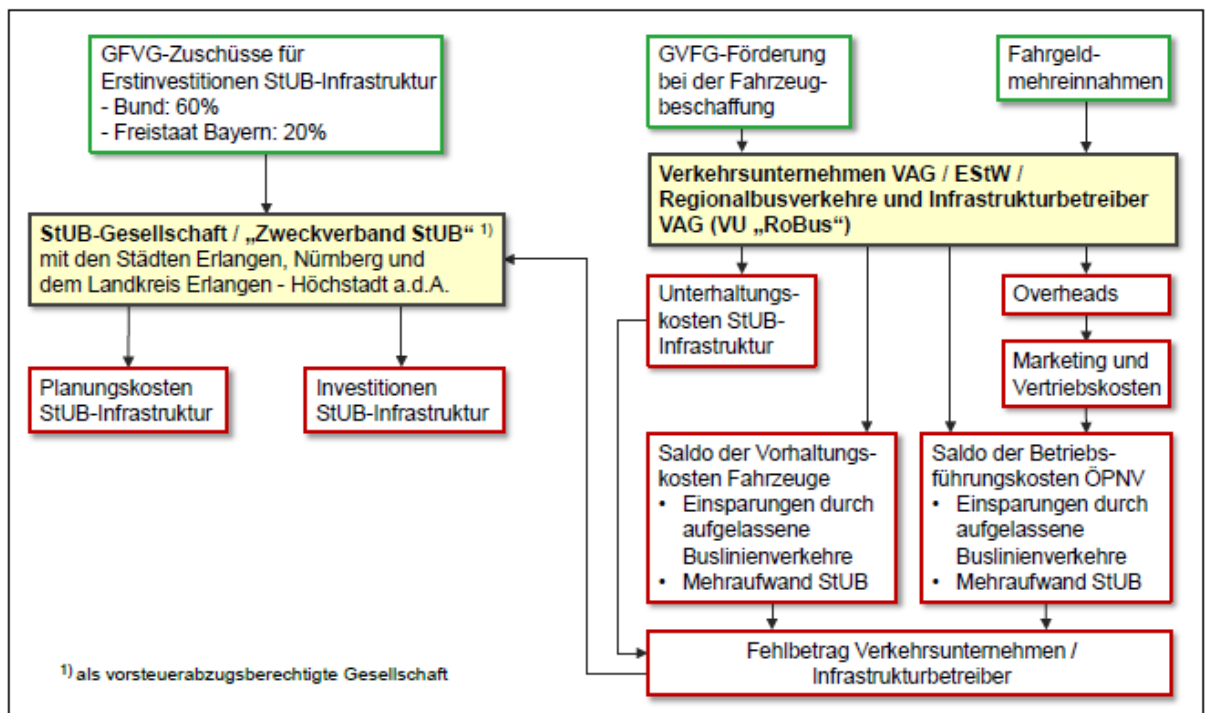 GFVG-Zuschüsse für
Erstinvestitionen StUB-Infrastruktur
- Bund: 60%
- Freistaat Bayern: 20%
GVFG-Förderung
bei der Fahrzeug-
beschaffung
Fahrgeld-
mehreinnahmen
Verkehrsunternehmen VAG / EStW /
Regionalbusverkehre und Infrastrukturbetreiber
VAG (VU „RoBus“)
StUB-Gesellschaft / „Zweckverband StUB“ 1)
mit den Städten Erlangen, Nürnberg und
dem Landkreis Erlangen - Höchstadt a.d.A.
Unterhaltungs-
kosten StUB-
Infrastruktur
Overheads
Marketing und
Vertriebskosten
Planungskosten
StUB-Infrastruktur
Investitionen
StUB-Infrastruktur
Saldo der Vorhaltungs-
kosten Fahrzeuge
• Einsparungen durch
aufgelassene
Buslinienverkehre
• Mehraufwand StUB
Saldo der Betriebs-
führungskosten ÖPNV
• Einsparungen durch
aufgelassene
Buslinienverkehre
• Mehraufwand StUB
Fehlbetrag Verkehrsunternehmen /
Infrastrukturbetreiber
1) als vorsteuerabzugsberechtigte Gesellschaft